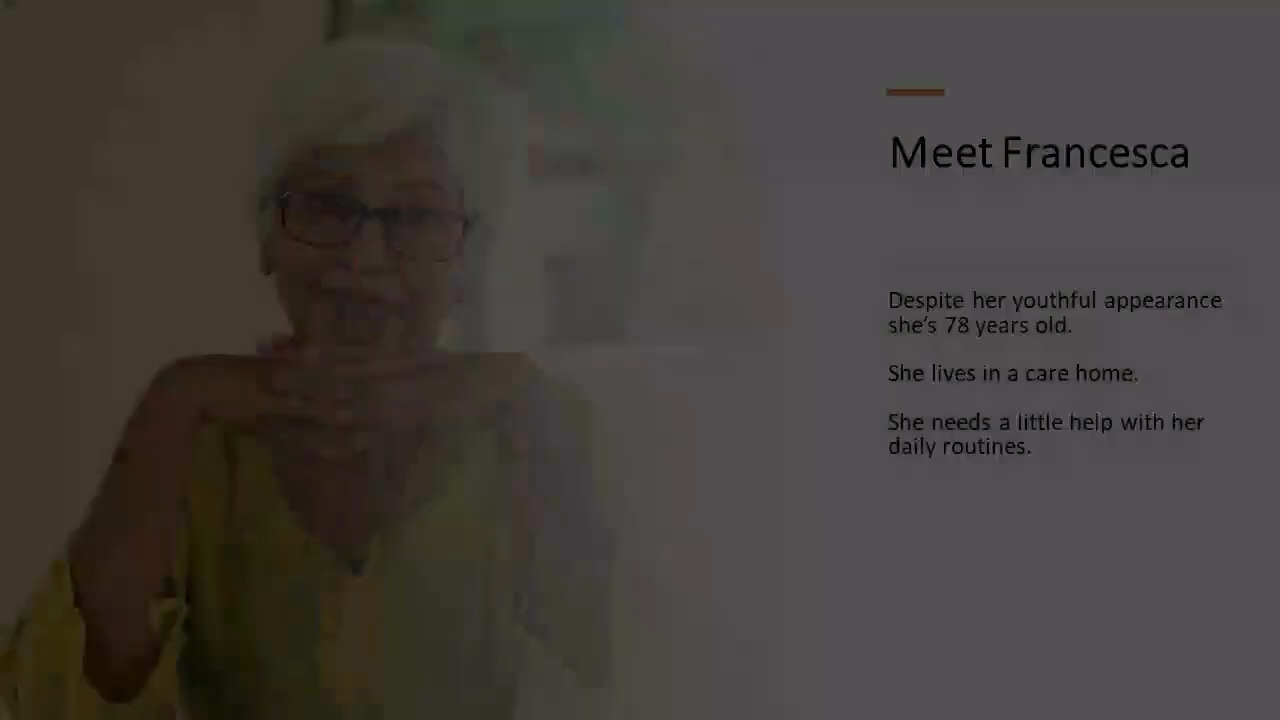 Meet Francesca
Despite her youthful appearance
she's 78 years old.
She lives in a care home.
She needs a little help with her
daily routines.